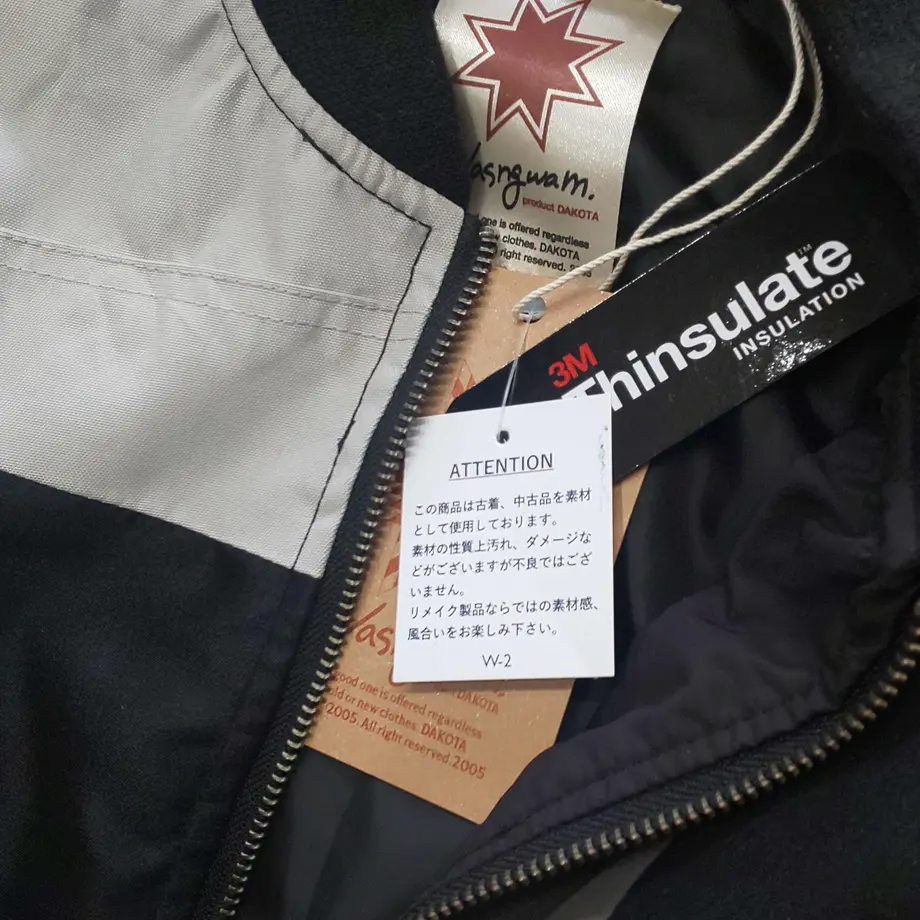 asngwam.
product DAKOTA
one is offered regardless
clothes. DAKOTA
right reserved. 2005
3M
Thinsulate™
INSULATION
ATTENTION
この商品は古着、中古品を素材
として使用しております。
素材の性質上汚れ、ダメージな
どがございますが不良ではござ
いません。
リメイク製品ならではの素材感、
風合いをお楽しみ下さい。
W-2
DAKOTA
good one is offered regardless
old or new clothes. DAKOTA
2005. All right reserved. 2005